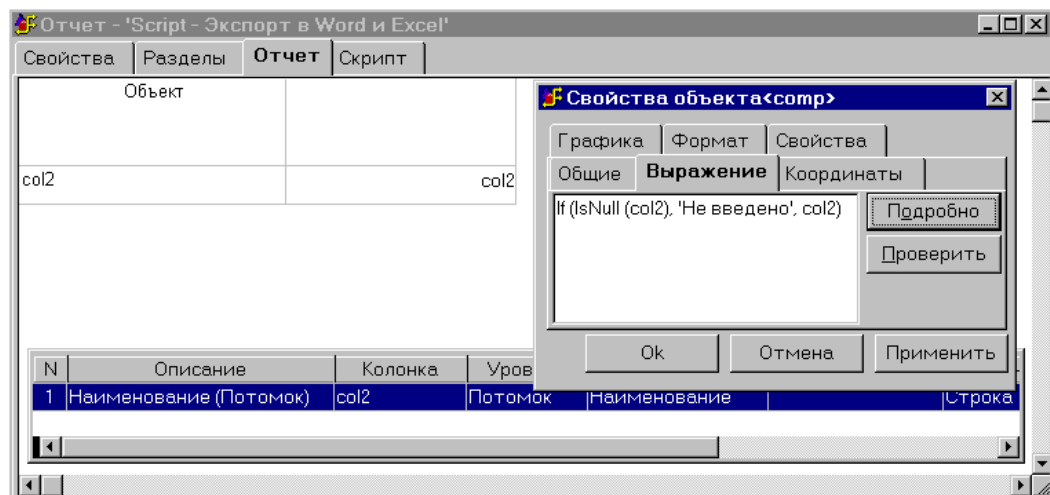 Отчет - 'Script - Экспорт в Word и Excel'
Свойства Разделы Отчет Скрипт
Объект
col2 col2
Свойства объекта<comp>
Графика Формат Свойства
Общие Выражение Координаты
If (IsNull (col2), 'Не введено', col2)
Подробно
Проверить
Ok Отмена Применить
N Описание Колонка Уров
1 Наименование (Потомок) col2 Потомок Наименование Строка